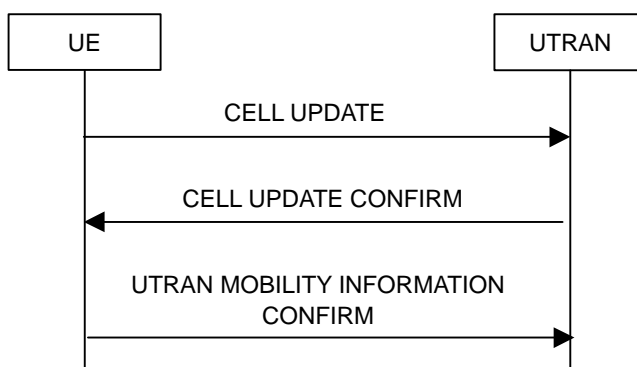 UE
UTRAN
CELL UPDATE
CELL UPDATE CONFIRM
UTRAN MOBILITY INFORMATION
CONFIRM